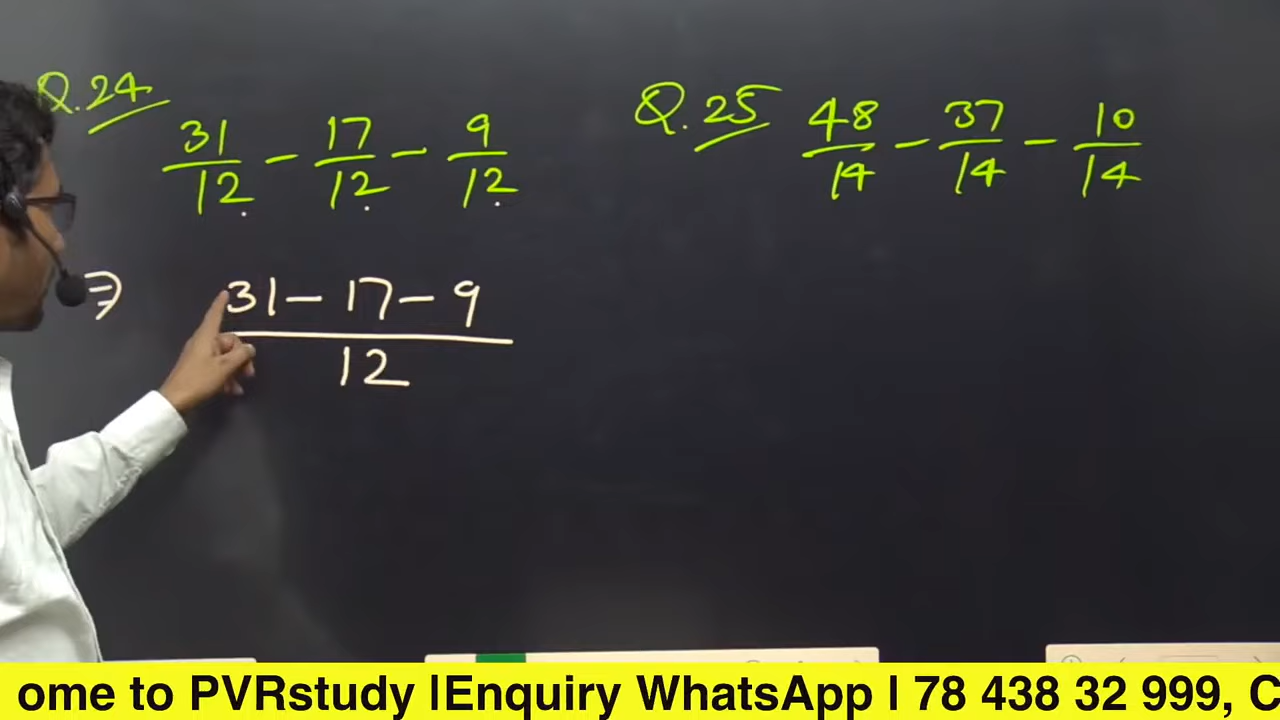 Q.24
31/12 - 17/12 - 9/12
⇒ 31 - 17 - 9 / 12
Q.25
48/14 - 37/14 - 10/14
ome to PVRstudy |Enquiry WhatsApp | 78 438 32 999, C